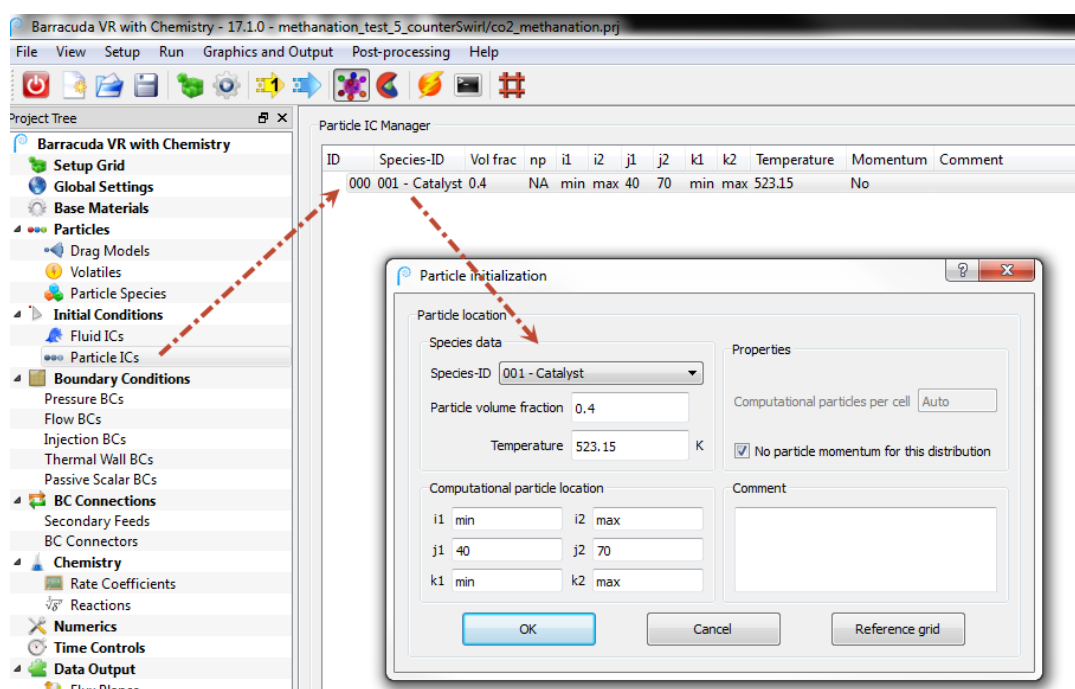 Barracuda VR with Chemistry - 17.1.0 - methanation_test_5_counterSwirl/co2_methanation.prj
File View Setup Run Graphics and Output Post-processing Help
Project Tree
Barracuda VR with Chemistry
Setup Grid
Global Settings
Base Materials
Particles
Drag Models
Volatiles
Particle Species
Initial Conditions
Fluid ICs
Particle ICs
Boundary Conditions
Pressure BCs
Flow BCs
Injection BCs
Thermal Wall BCs
Passive Scalar BCs
BC Connections
Secondary Feeds
BC Connectors
Chemistry
Rate Coefficients
Reactions
Numerics
Time Controls
Data Output
Particle IC Manager
ID Species-ID Vol frac np i1 i2 j1 j2 k1 k2 Temperature Momentum Comment
000 001 - Catalyst 0.4 NA min max 40 70 min max 523.15 No
Particle initialization
Particle location
Species data
Species-ID 001 - Catalyst
Particle volume fraction 0.4
Temperature 523.15 K
Properties
Computational particles per cell Auto
No particle momentum for this distribution
Computational particle location
i1 min i2 max
j1 40 j2 70
k1 min k2 max
Comment
OK Cancel Reference grid